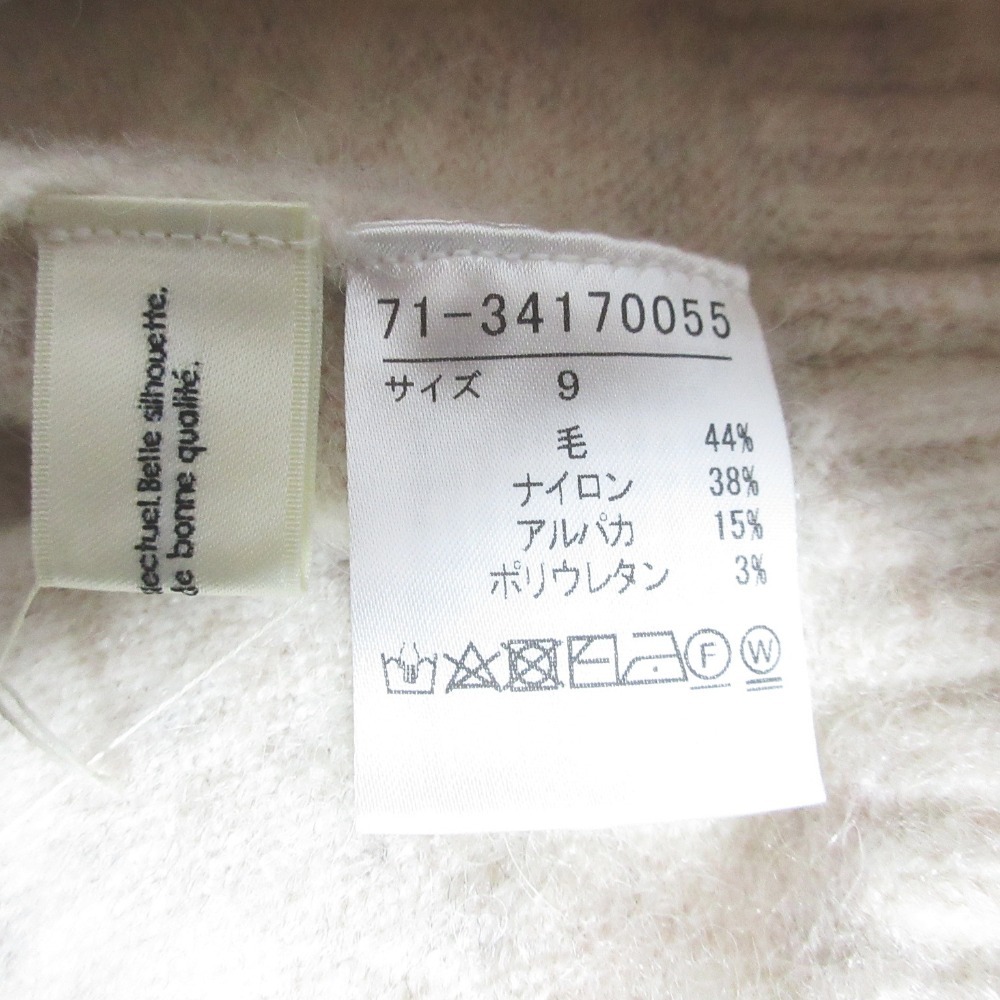 Belle silhouette,
de bonne qualité.
71-34170055
サイズ 9
毛 44%
ナイロン 38%
アルパカ 15%
ポリウレタン 3%
F W